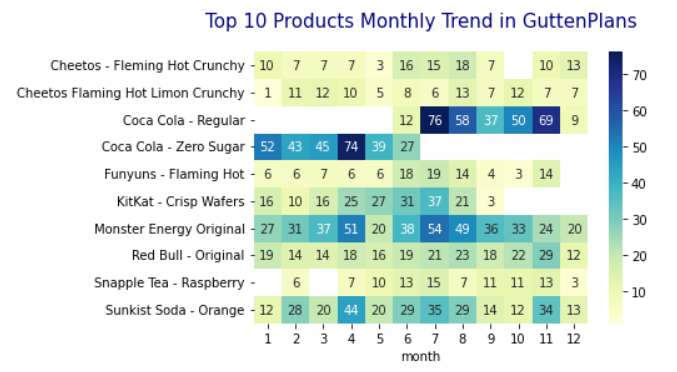 Top 10 Products Monthly Trend in GuttenPlans
Cheetos - Fleming Hot Crunchy 10 7 7 7 3 16 15 18 7 10 13
Cheetos Flaming Hot Limon Crunchy 1 11 12 10 5 8 6 13 7 12 7 7
Coca Cola - Regular 12 76 58 37 50 69 9
Coca Cola - Zero Sugar 52 43 45 74 39 27
Funyuns - Flaming Hot 6 6 7 6 6 18 19 14 4 3 14
KitKat - Crisp Wafers 16 10 16 25 27 31 37 21 3
Monster Energy Original 27 31 37 51 20 38 54 49 36 33 24 20
Red Bull - Original 19 14 14 18 16 19 21 23 18 22 29 12
Snapple Tea - Raspberry 6 7 10 13 15 7 11 11 13 3
Sunkist Soda - Orange 12 28 20 44 20 29 35 29 14 12 34 13
1 2 3 4 5 6 7 8 9 10 11 12
month
70
60
50
40
30
20
10